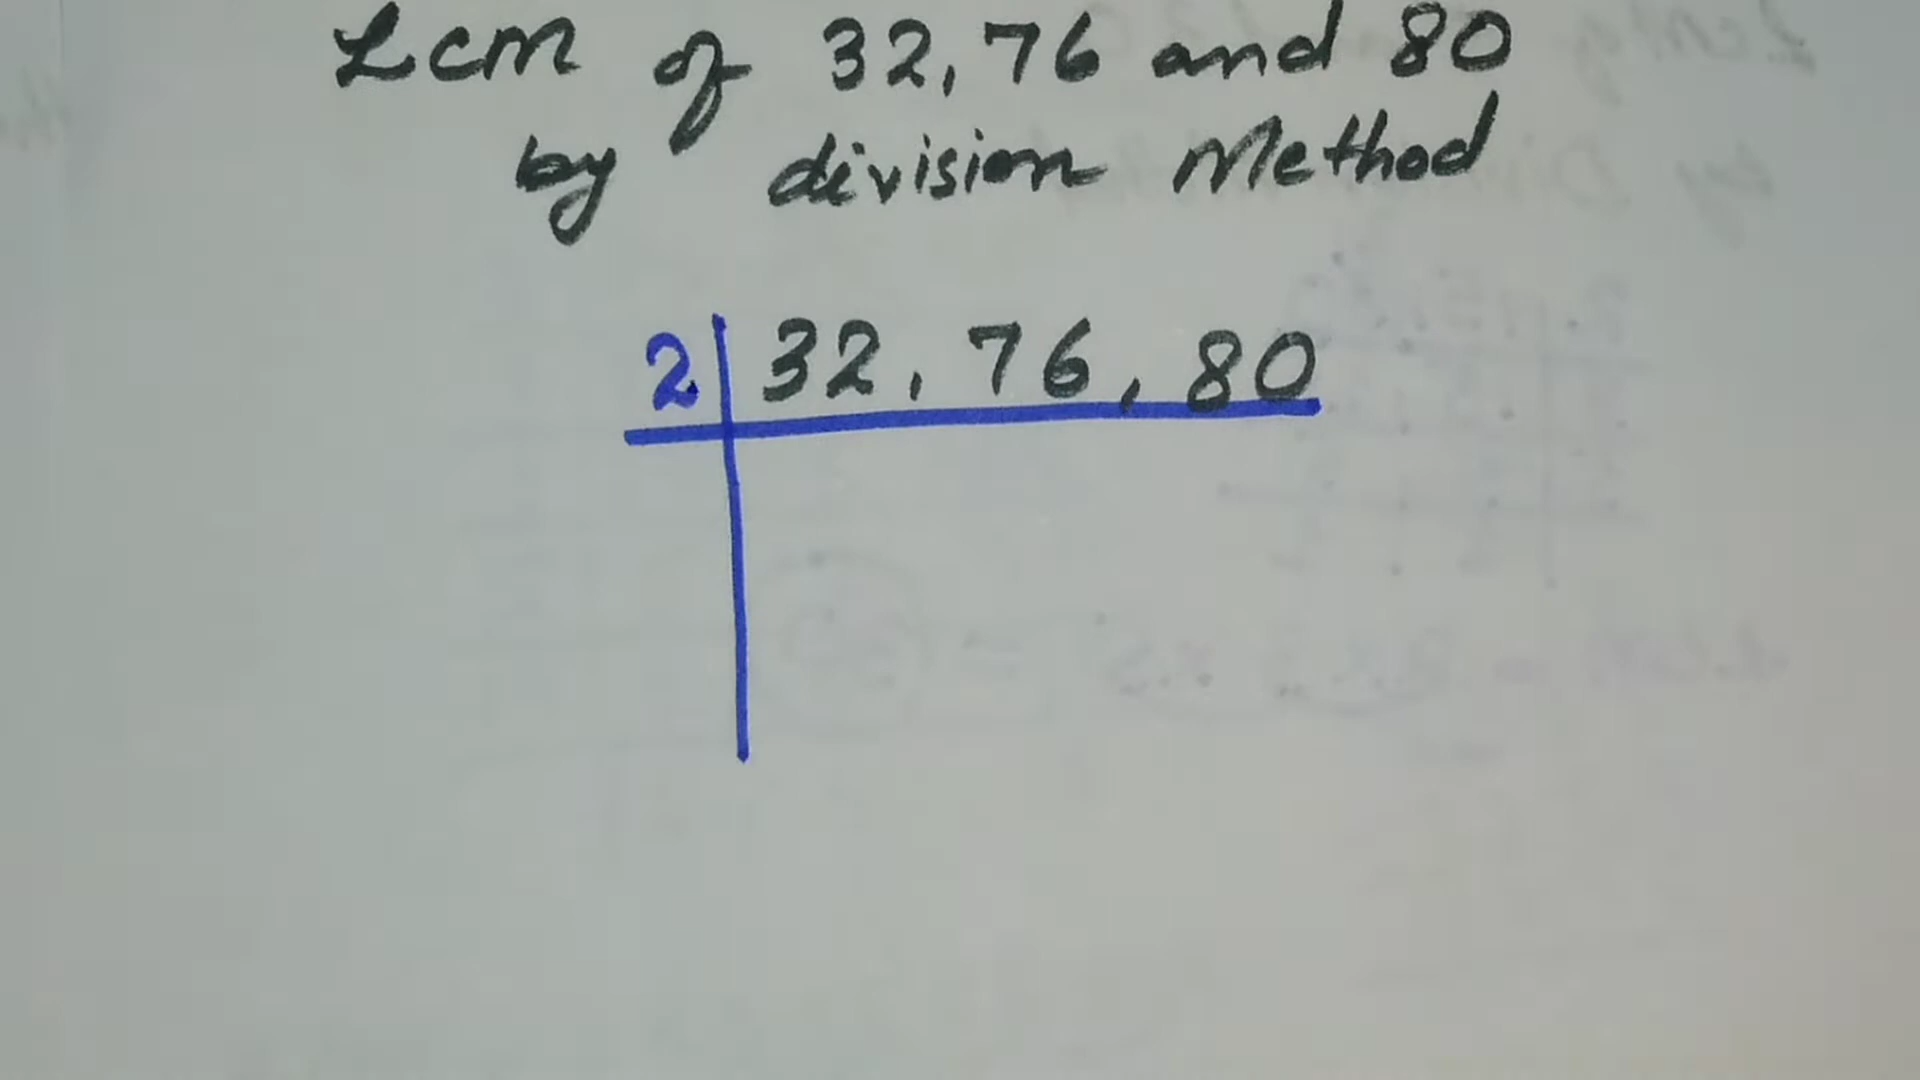 Lcm of 32, 76 and 80
by division Method
2 32, 76, 80